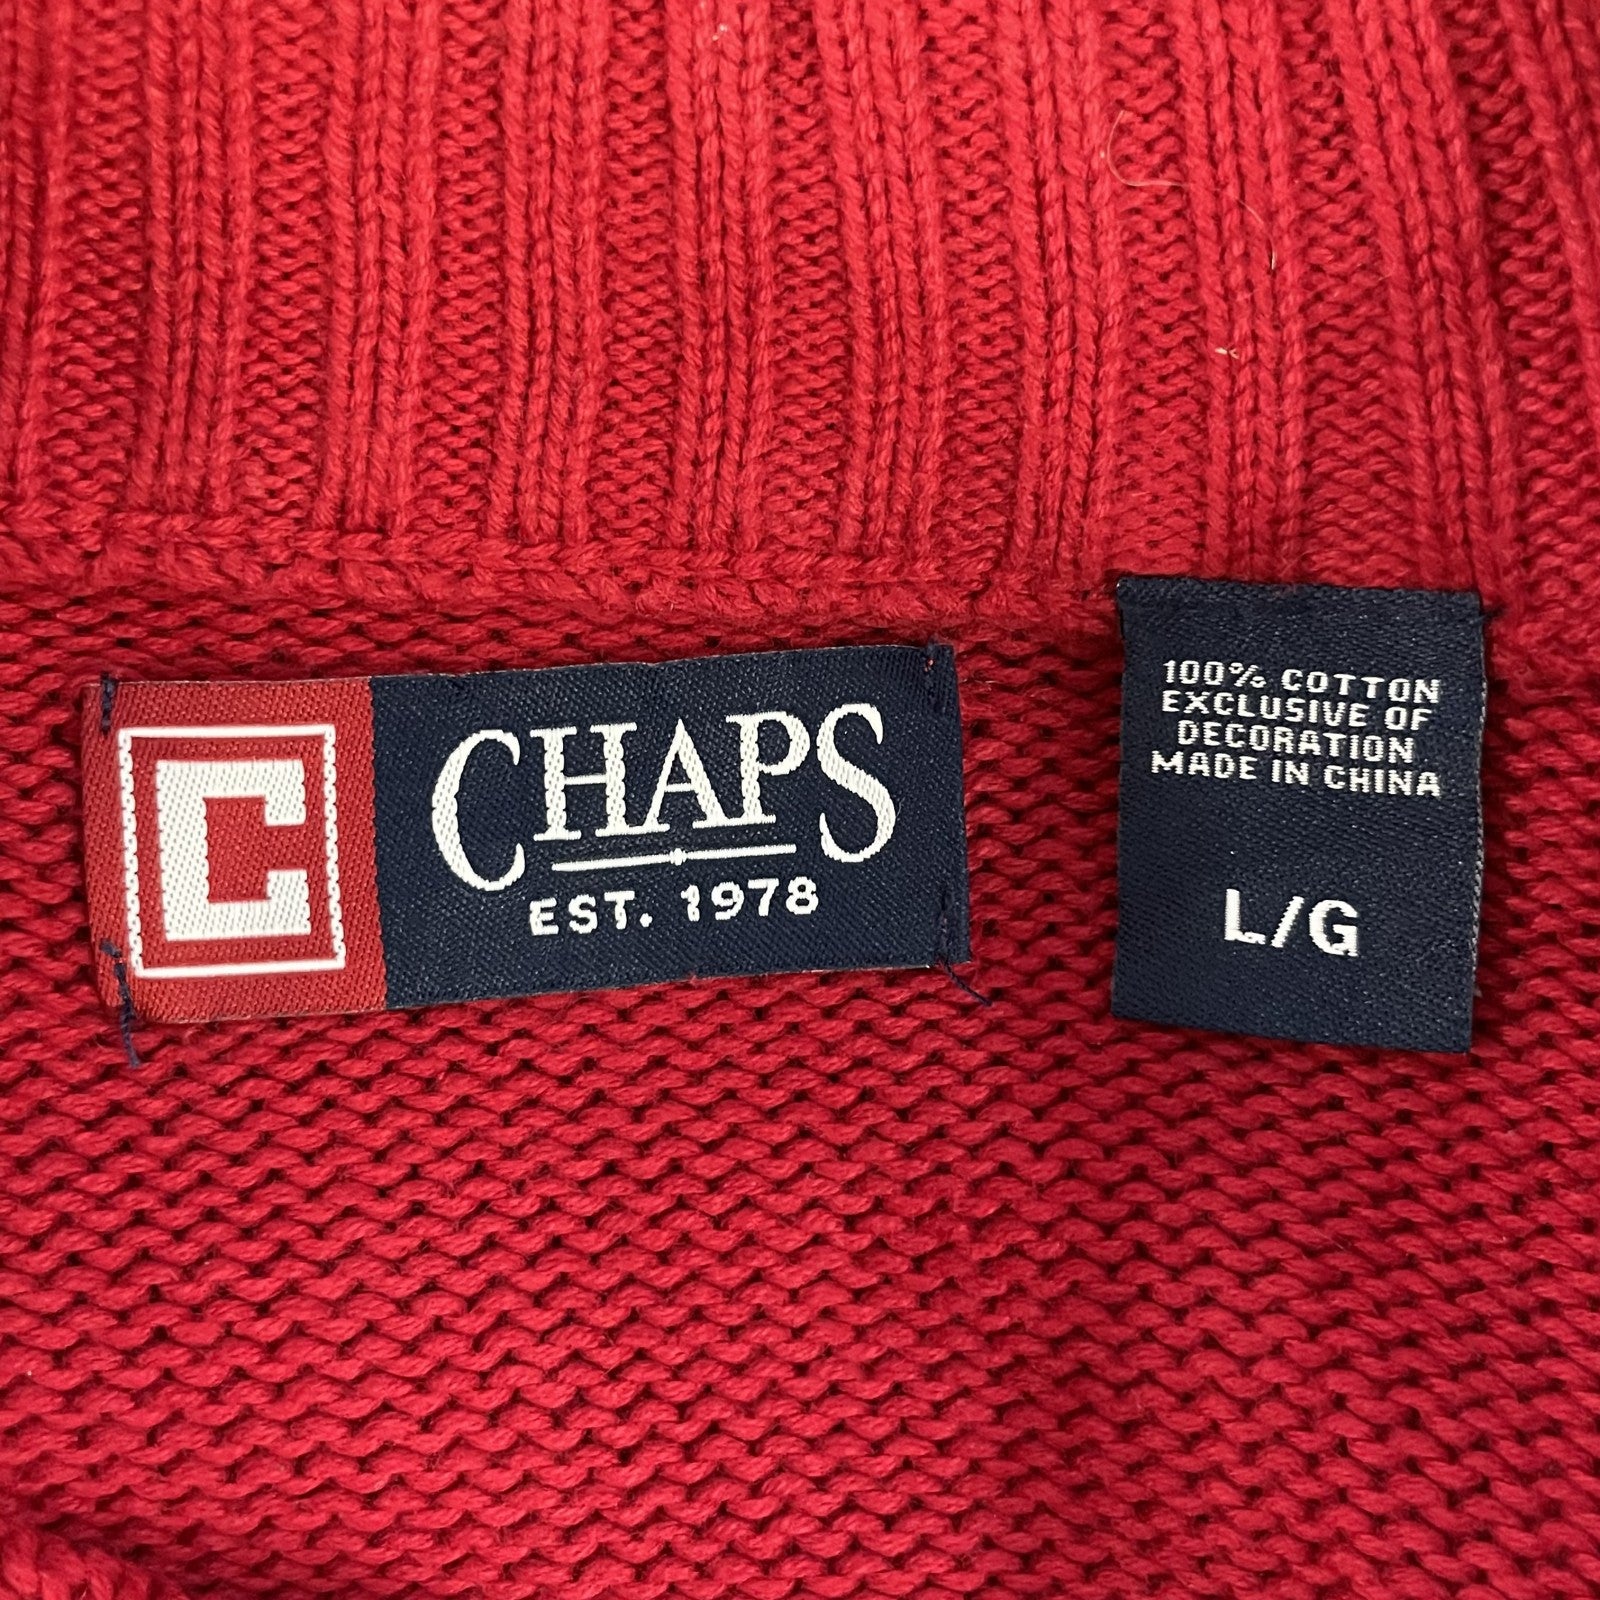 C
CHAPS
EST. 1978
100% COTTON
EXCLUSIVE OF
DECORATION
MADE IN CHINA
L/G